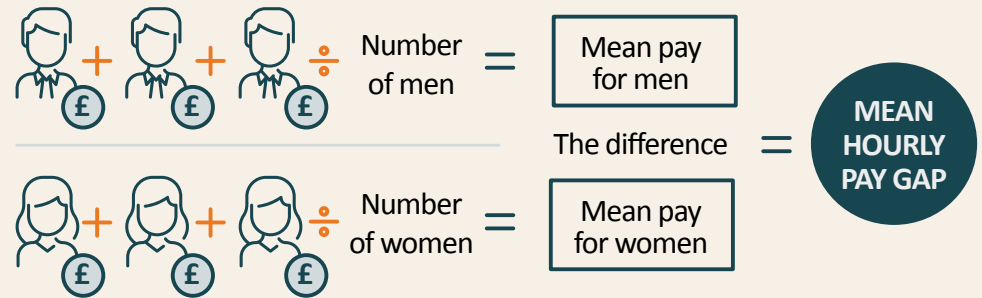 £ + £ + £ ÷ Number
of men
=
Mean pay
for men
The difference
=
MEAN
HOURLY
PAY GAP
£ + £ + £ ÷ Number
of women
=
Mean pay
for women